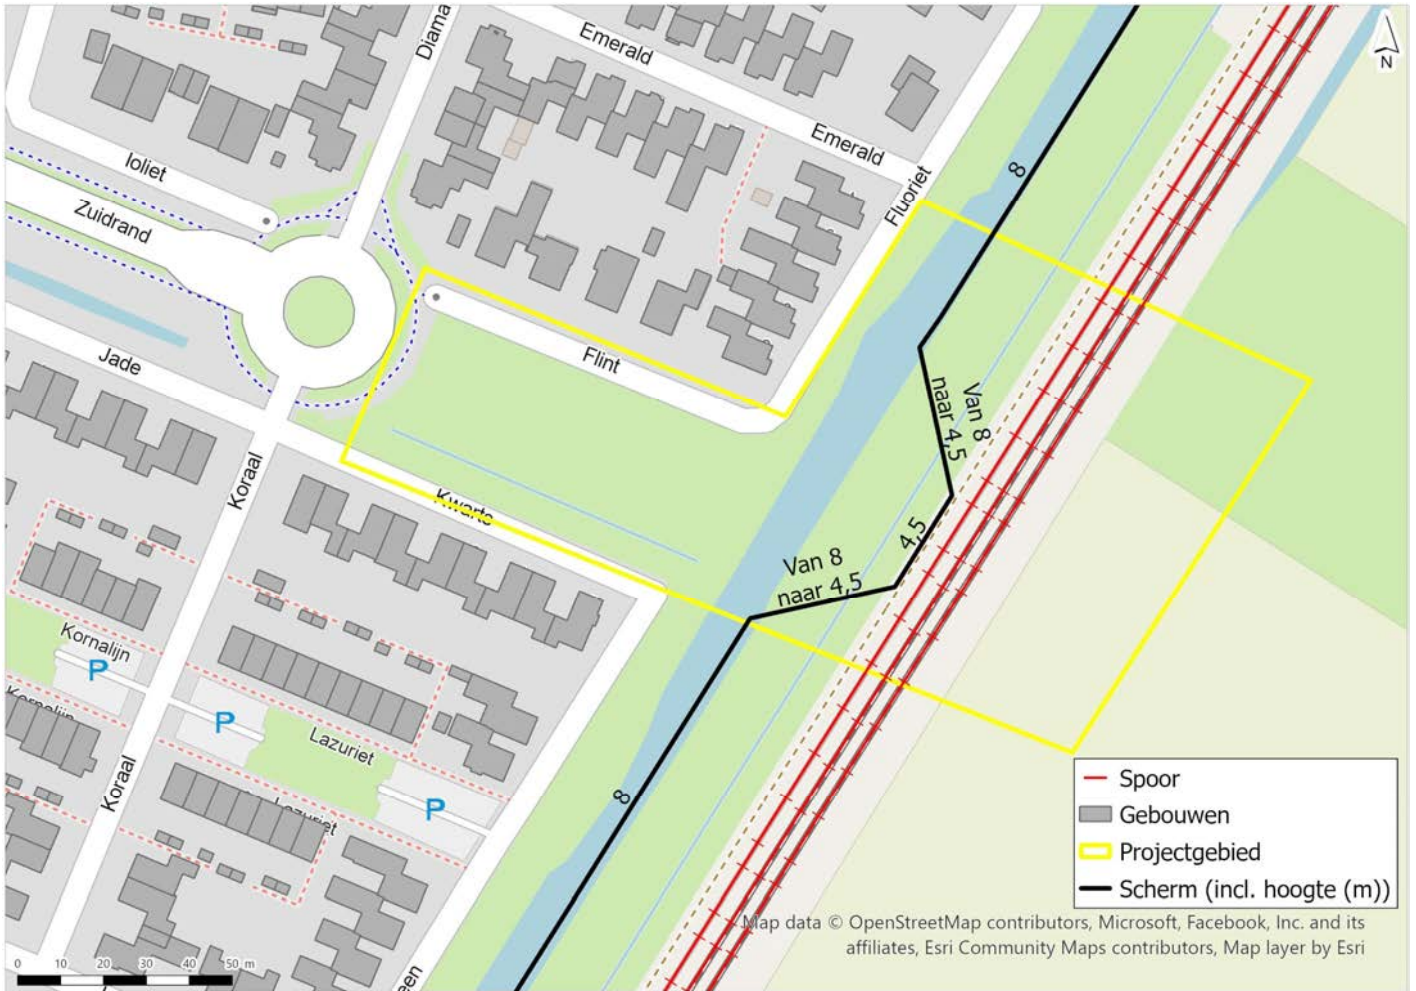 Diama
Emerald
Emerald
N
Ioliet
Zuidrand
Fluoriet
8
Jade
Flint
Van 8
naar 4,5
Koraal
Kwarts
4,5
Van 8
naar 4,5
Kornalijn
P
Kornalijn
P
Lazuriet
Koraal
8
P
Lazuriet
Spoor
Gebouwen
Projectgebied
Scherm (incl. hoogte (m))
Map data © OpenStreetMap contributors, Microsoft, Facebook, Inc. and its
affiliates, Esri Community Maps contributors, Map layer by Esri
0 10 20 30 40 50 m
een